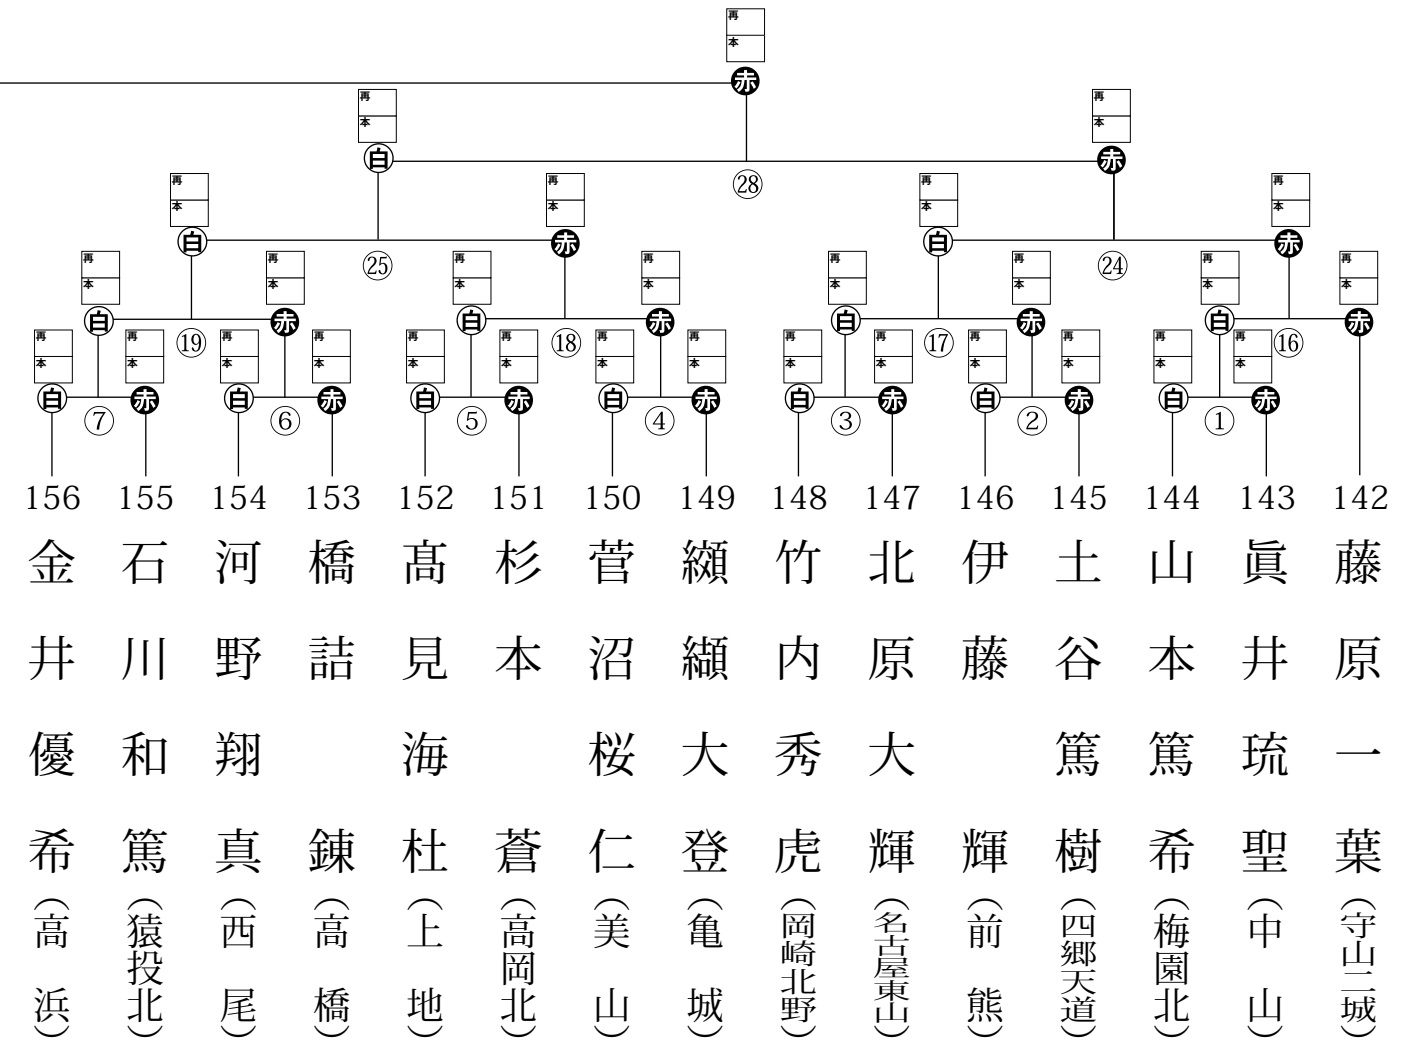 再
本
赤
再 再
本 本
白 赤
㉘
再 再 再 再
本 本 本 本
白 赤 白 赤
㉕ ㉔
再 再 再 再 再 再 再 再
本 本 本 本 本 本 本 本
白 赤 白 赤 白 赤 白 赤
⑲ ⑱ ⑰ ⑯
再 再 再 再 再 再 再 再 再 再 再 再 再 再
本 本 本 本 本 本 本 本 本 本 本 本 本 本
白 赤 白 赤 白 赤 白 赤 白 赤 白 赤 白 赤
⑦ ⑥ ⑤ ④ ③ ② ①
142 藤原一葉(守山二城)
143 眞井琉聖(中山)
144 山本篤希(梅園北)
145 土谷篤樹(四郷天道)
146 伊藤 輝(前熊)
147 北原大輝(名古屋東山)
148 竹内秀虎(岡崎北野)
149 纐纈大登(亀城)
150 菅沼桜仁(美山)
151 杉本 蒼(高岡北)
152 髙見海杜(上地)
153 橋詰 錬(高橋)
154 河野翔真(西尾)
155 石川和篤(猿投北)
156 金井優希(高浜)